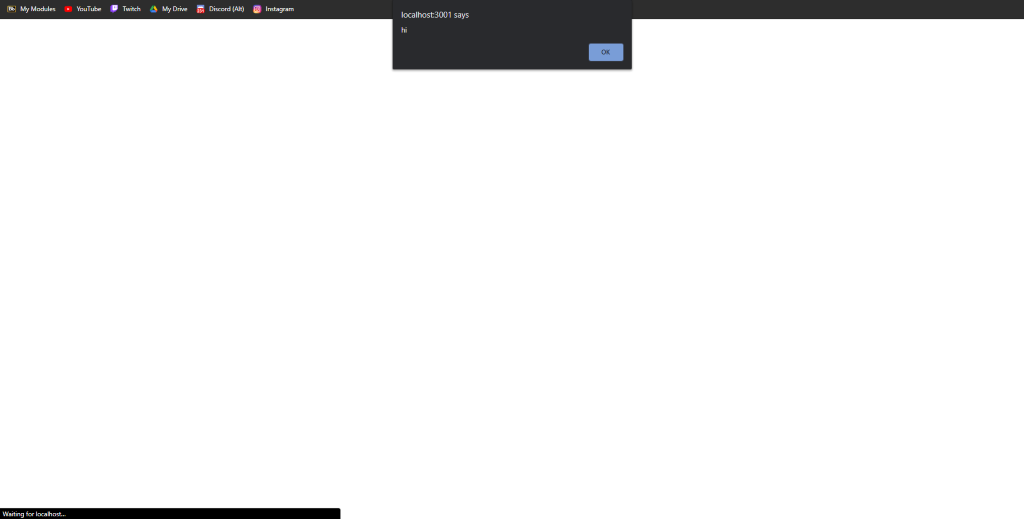 My Modules YouTube Twitch My Drive Discord (Alt) Instagram
localhost:3001 says
hi
OK
Waiting for localhost...